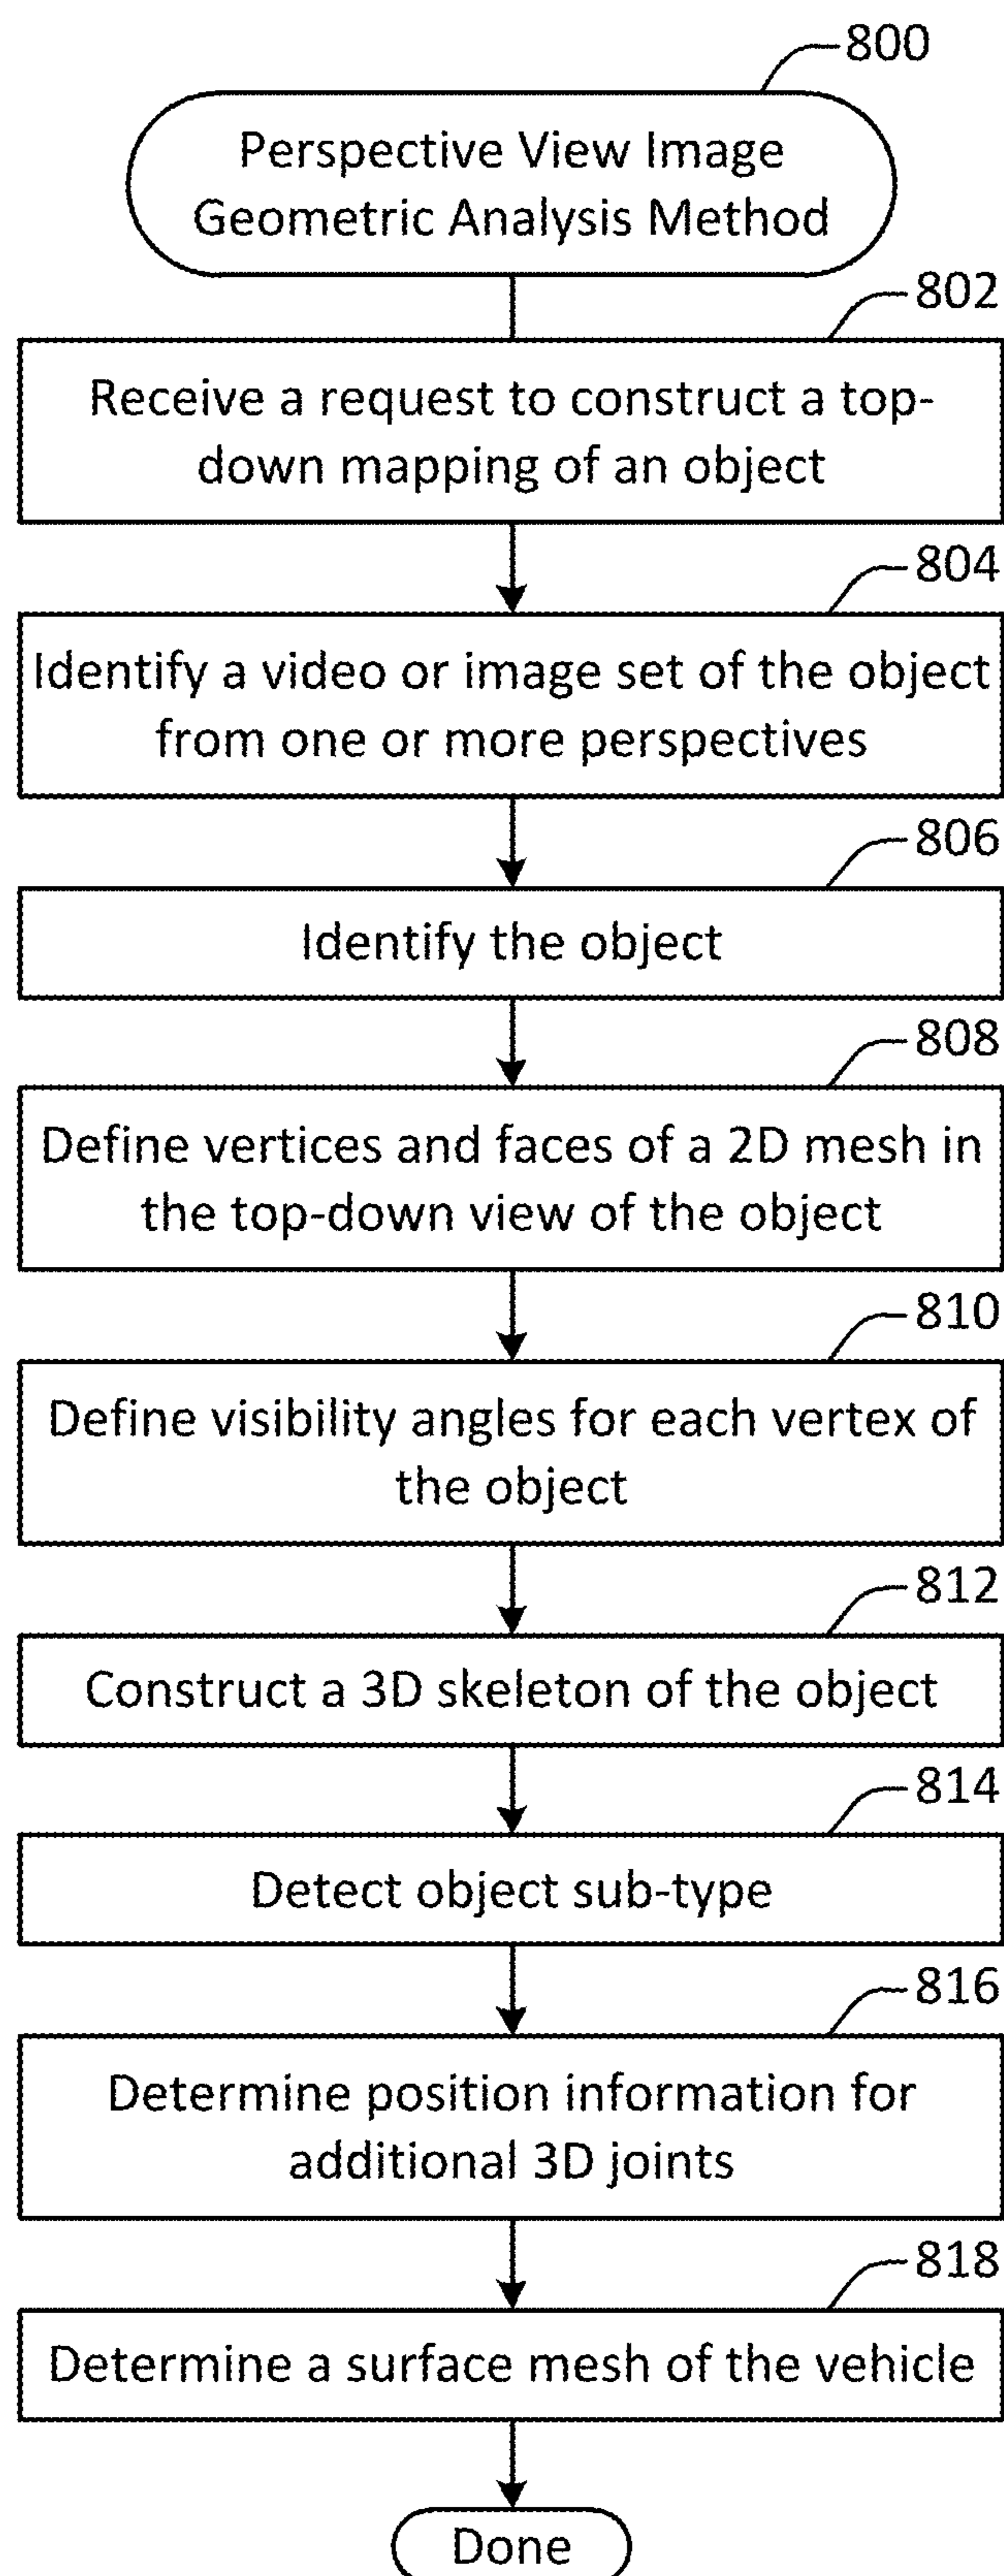 800
Perspective View Image
Geometric Analysis Method
802
Receive a request to construct a top-
down mapping of an object
804
Identify a video or image set of the object
from one or more perspectives
806
Identify the object
808
Define vertices and faces of a 2D mesh in
the top-down view of the object
810
Define visibility angles for each vertex of
the object
812
Construct a 3D skeleton of the object
814
Detect object sub-type
816
Determine position information for
additional 3D joints
818
Determine a surface mesh of the vehicle
Done